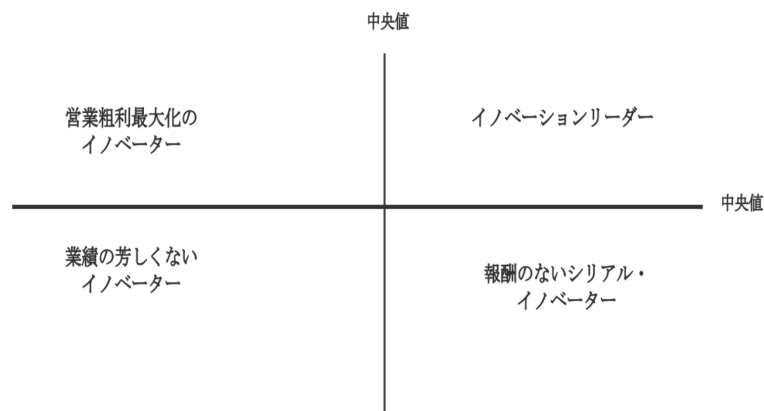 中央値
営業粗利最大化の
イノベーター
イノベーションリーダー
中央値
業績の芳しくない
イノベーター
報酬のないシリアル・
イノベーター